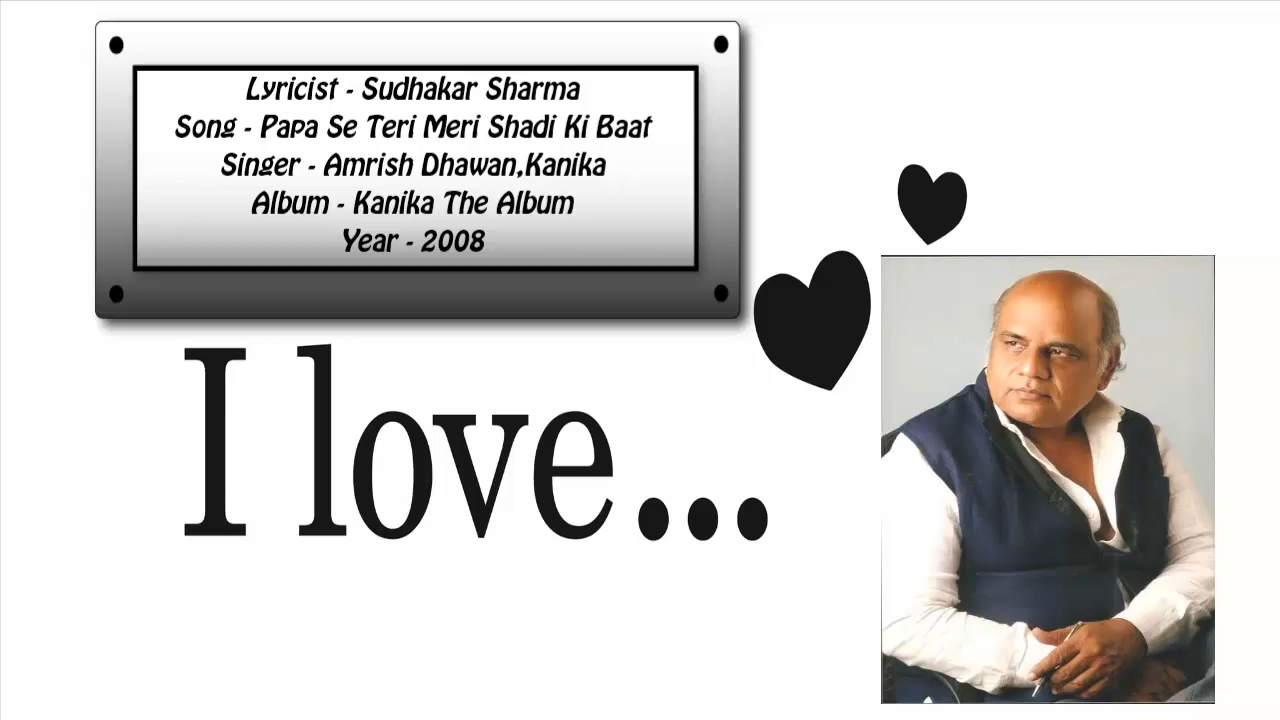 Lyricist - Sudhakar Sharma
Song - Papa Se Teri Meri Shadi Ki Baat
Singer - Amrish Dhawan,Kanika
Album - Kanika The Album
Year - 2008
I love...